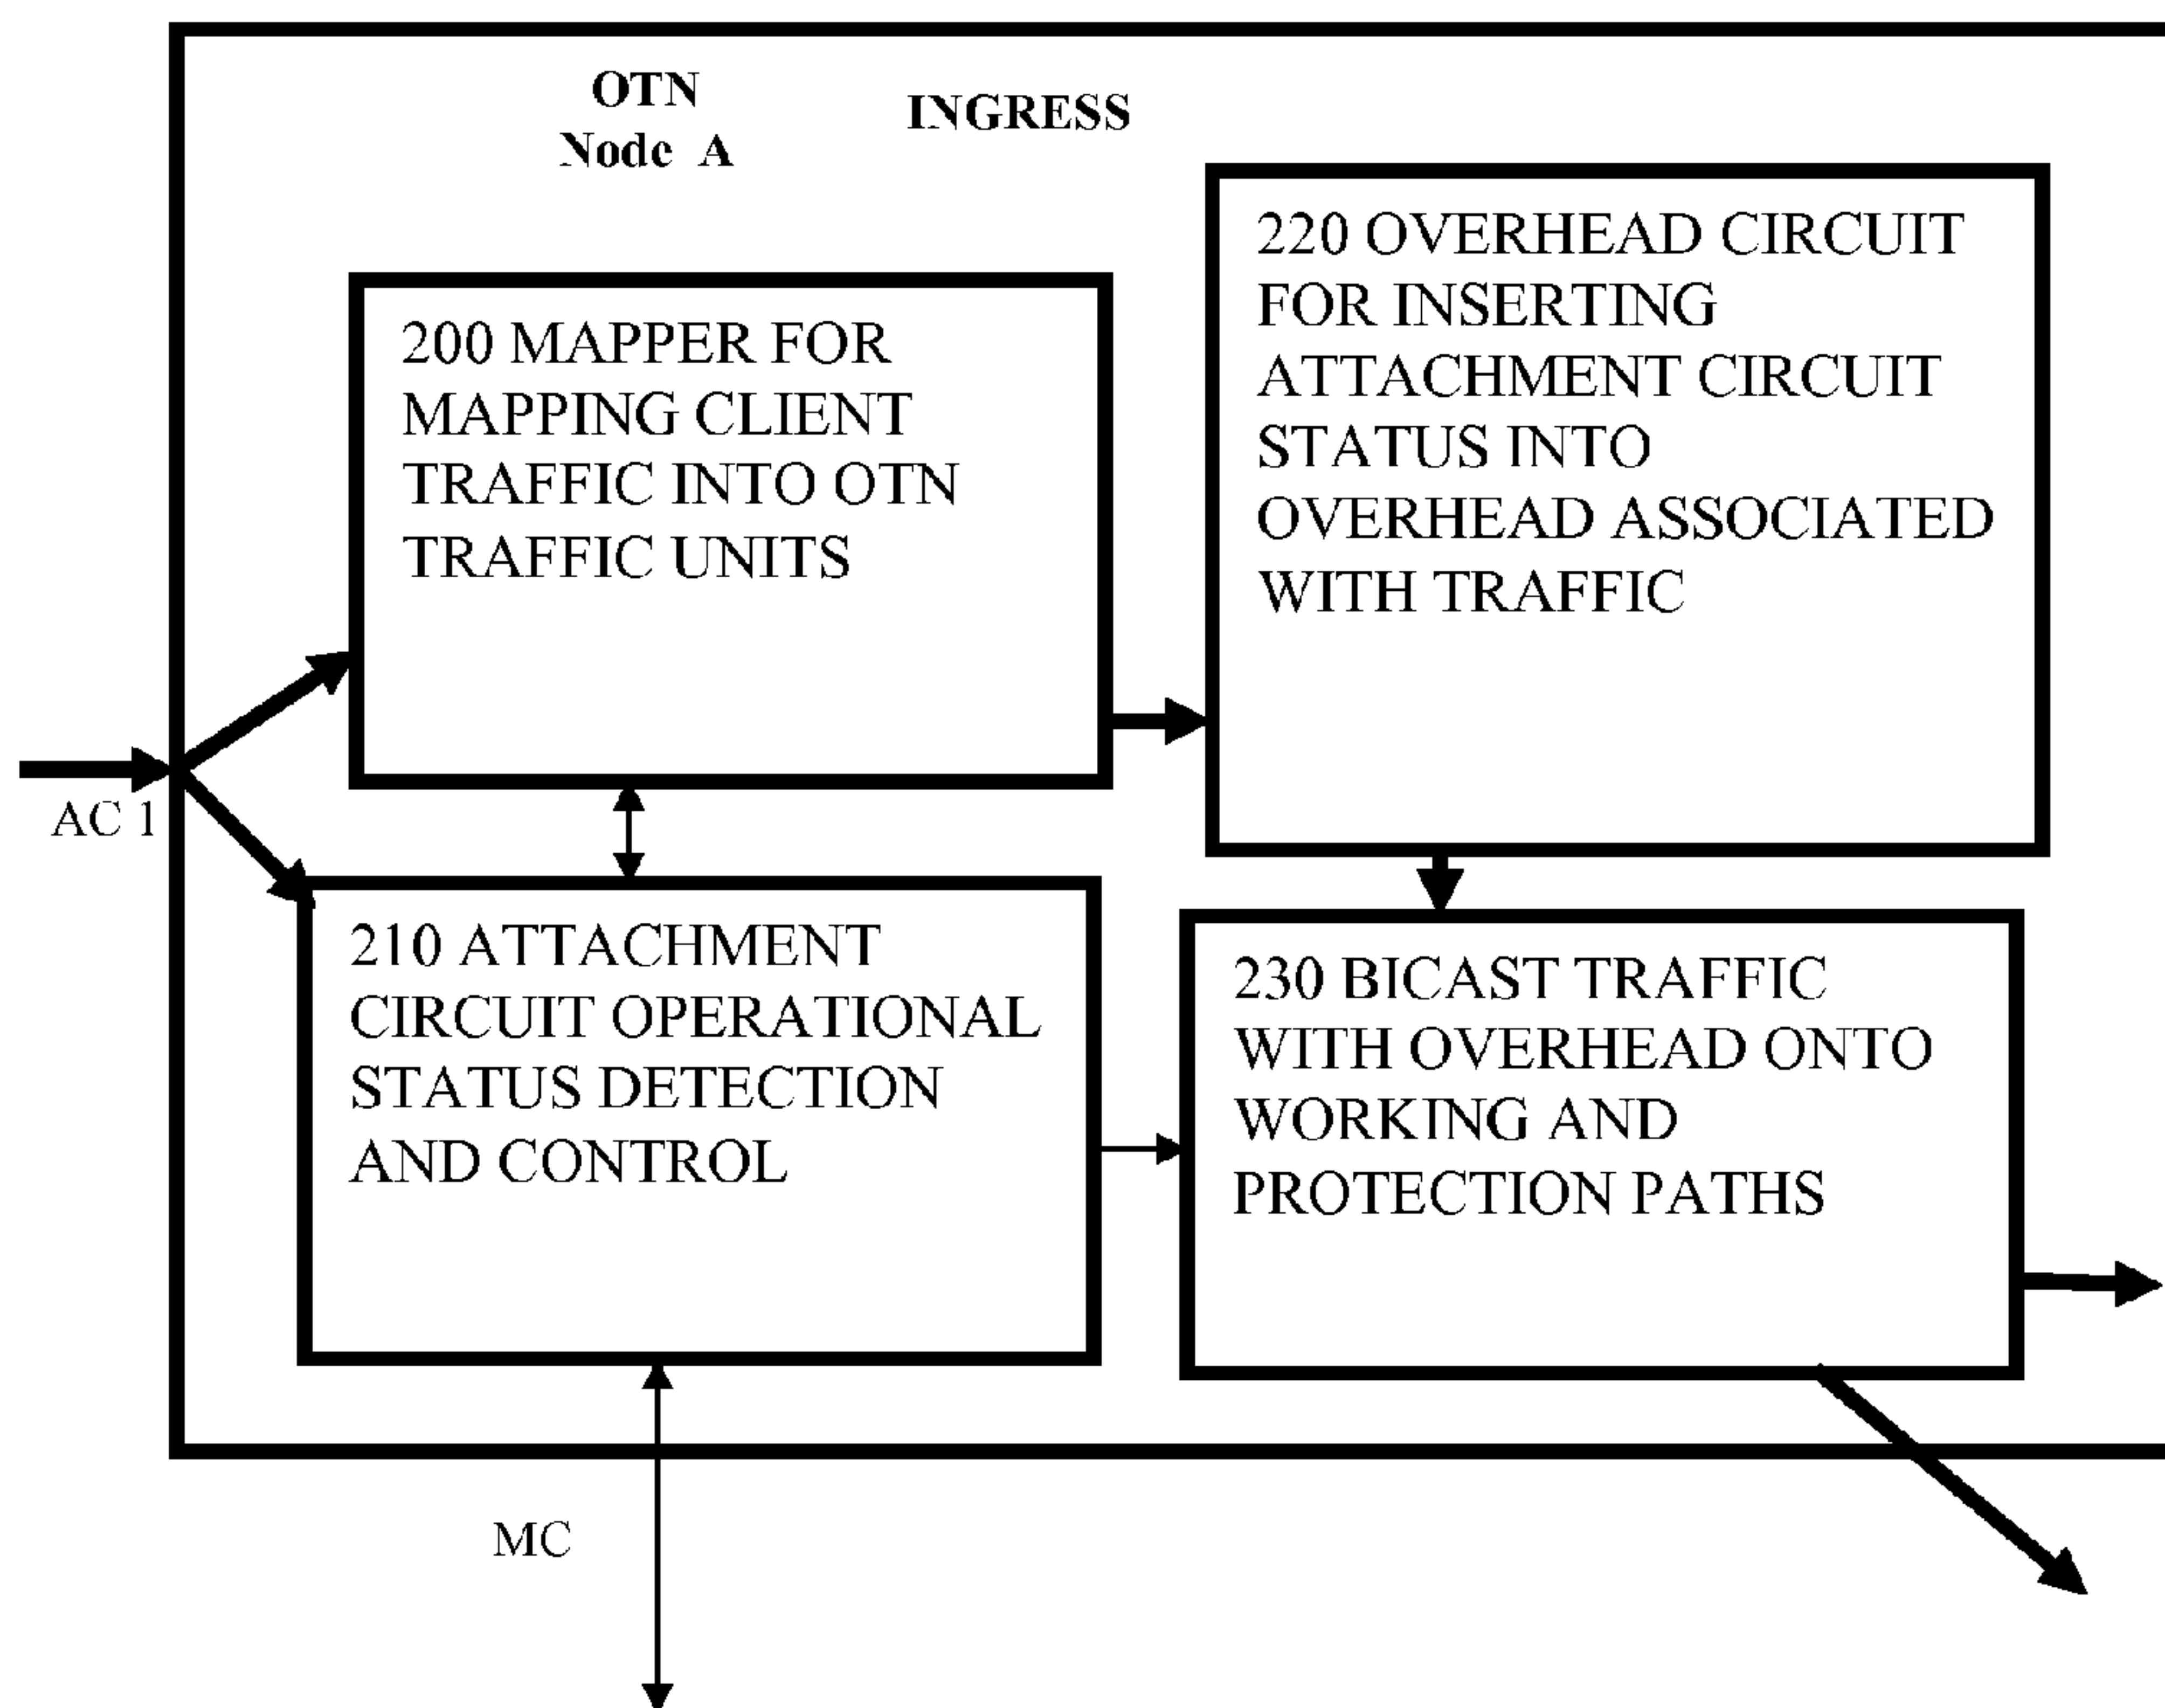 OTN
Node A
INGRESS
200 MAPPER FOR
MAPPING CLIENT
TRAFFIC INTO OTN
TRAFFIC UNITS
220 OVERHEAD CIRCUIT
FOR INSERTING
ATTACHMENT CIRCUIT
STATUS INTO
OVERHEAD ASSOCIATED
WITH TRAFFIC
AC 1
210 ATTACHMENT
CIRCUIT OPERATIONAL
STATUS DETECTION
AND CONTROL
230 BICAST TRAFFIC
WITH OVERHEAD ONTO
WORKING AND
PROTECTION PATHS
MC